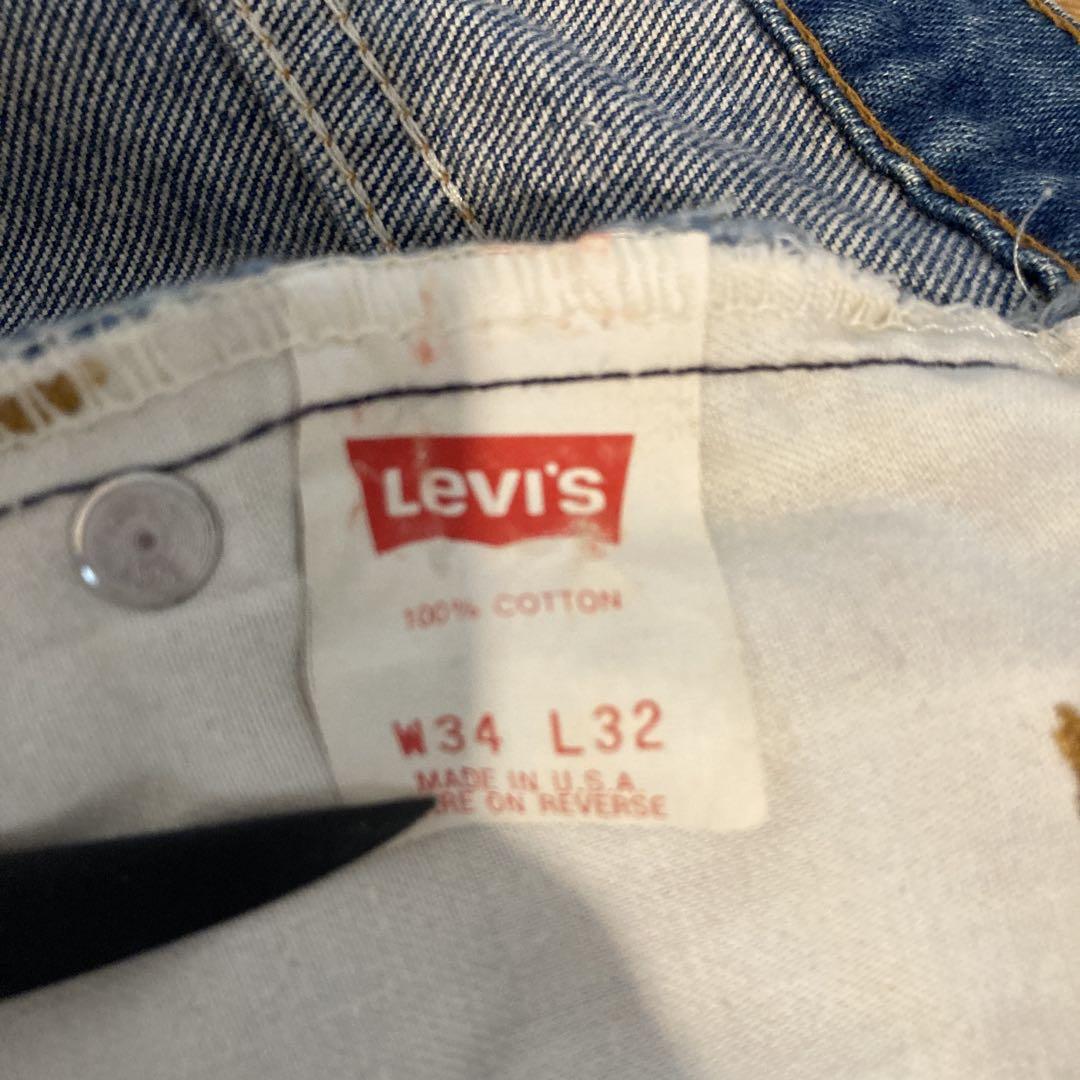 Levi's
100% COTTON
W34 L32
MADE IN U.S.A.
ON REVERSE